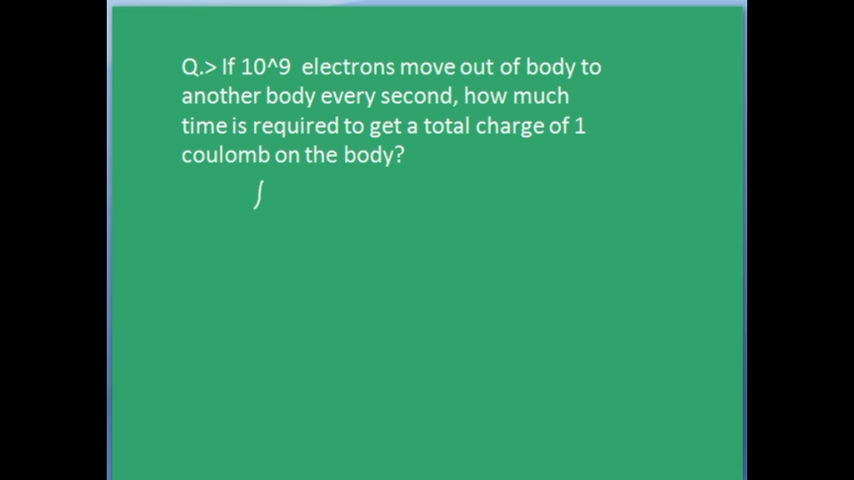 Q.> If 10^9 electrons move out of body to
another body every second, how much
time is required to get a total charge of 1
coulomb on the body?